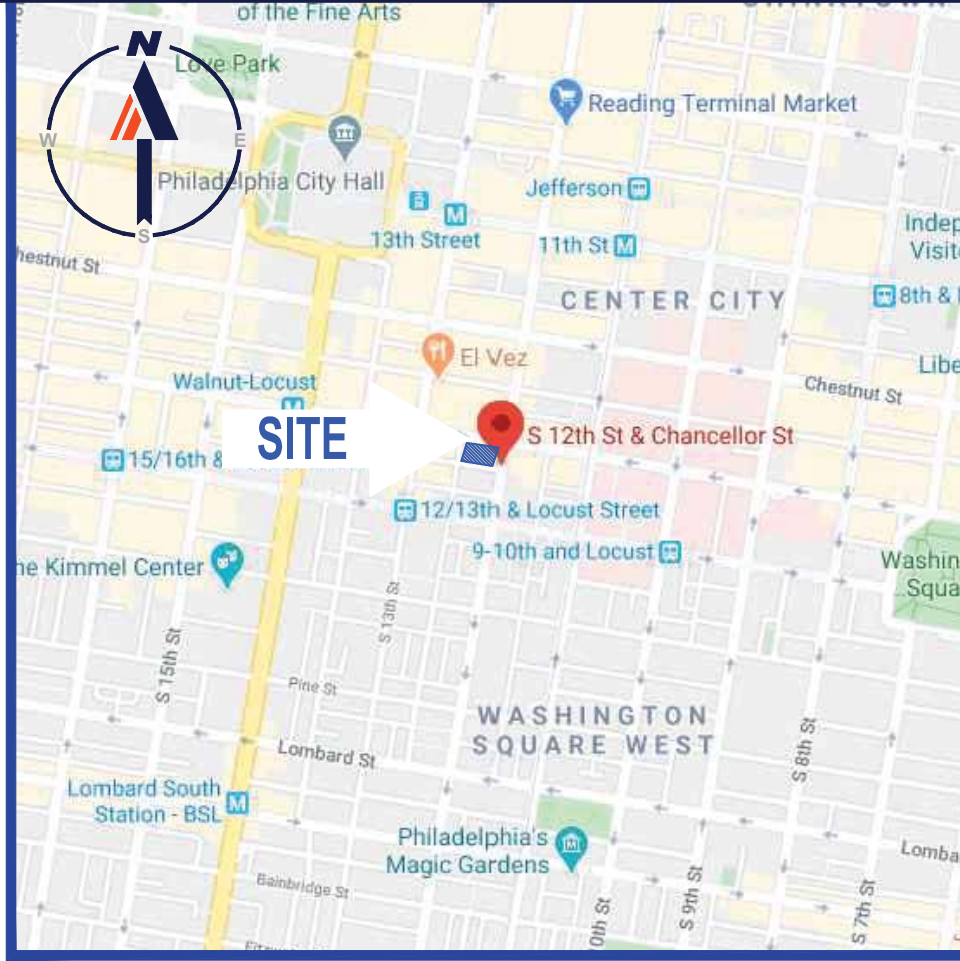 of the Fine Arts
N
Love Park
W
E
S
Reading Terminal Market
Philadelphia City Hall
Jefferson
13th Street
11th St
Indep
Visit
hestnut St
CENTER CITY
8th &
El Vez
Libe
Walnut-Locust
Chestnut St
SITE
S 12th St & Chancellor St
15/16th &
12/13th & Locust Street
9-10th and Locust
he Kimmel Center
Washin
Squa
S 13th St
S 15th St
Pine St
WASHINGTON
SQUARE WEST
Lombard St
S 8th St
Lombard South
Station - BSL
Philadelphia's
Magic Gardens
Lomba
Bainbridge St
S 9th St
0th St
S 7th St